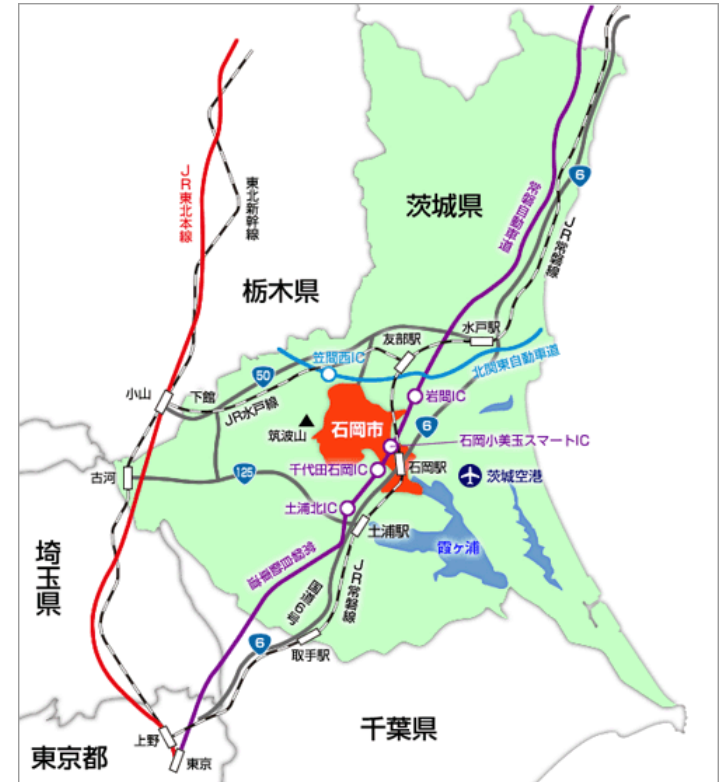 茨城県
6
常磐自動車道
JR常磐線
JR東北本線
東北新幹線
栃木県
友部駅
水戸駅
笠間西IC
北関東自動車道
50
小山
下館
JR水戸線
岩間IC
筑波山
石岡市
6
石岡小美玉スマートIC
千代田石岡IC
石岡駅
古河
125
茨城空港
土浦北IC
土浦駅
霞ヶ浦
埼玉県
常磐自動車道
JR常磐線
国道6号
6
取手駅
千葉県
上野
東京都
東京